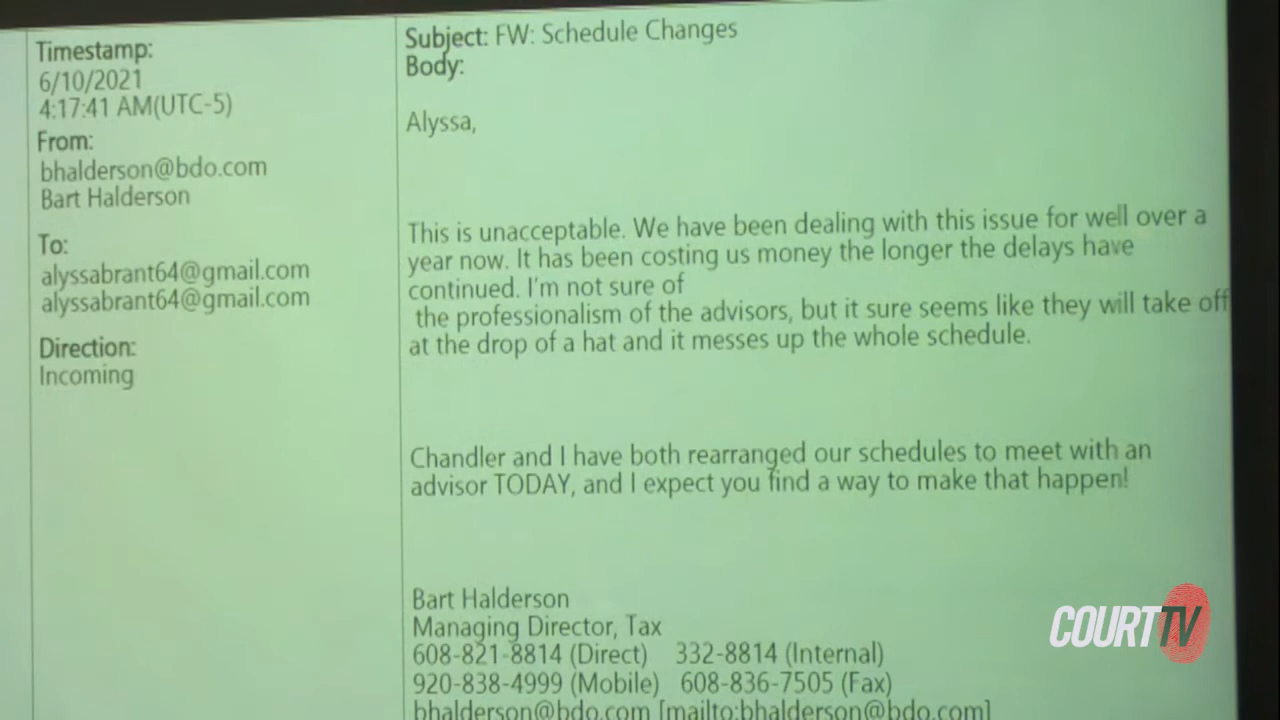 Timestamp:
6/10/2021
4:17:41 AM(UTC-5)
From:
bhalderson@bdo.com
Bart Halderson
To:
alyssabrant64@gmail.com
alyssabrant64@gmail.com
Direction:
Incoming
Subject: FW: Schedule Changes
Body:
Alyssa,
This is unacceptable. We have been dealing with this issue for well over a
year now. It has been costing us money the longer the delays have
continued. I'm not sure of
the professionalism of the advisors, but it sure seems like they will take off
at the drop of a hat and it messes up the whole schedule.
Chandler and I have both rearranged our schedules to meet with an
advisor TODAY, and I expect you find a way to make that happen!
Bart Halderson
Managing Director, Tax
608-821-8814 (Direct) 332-8814 (Internal)
920-838-4999 (Mobile) 608-836-7505 (Fax)
bhalderson@bdo.com [mailto:bhalderson@bdo.com]
COURT TV